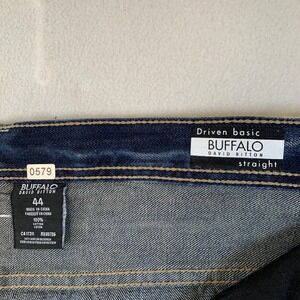 Driven basic
BUFFALO
DAVID BITTON
straight
0579
BUFFALO
DAVID BITTON
44
MADE IN CHINA
FABRIQUÉ EN CHINE
100%
COTTON
COTON